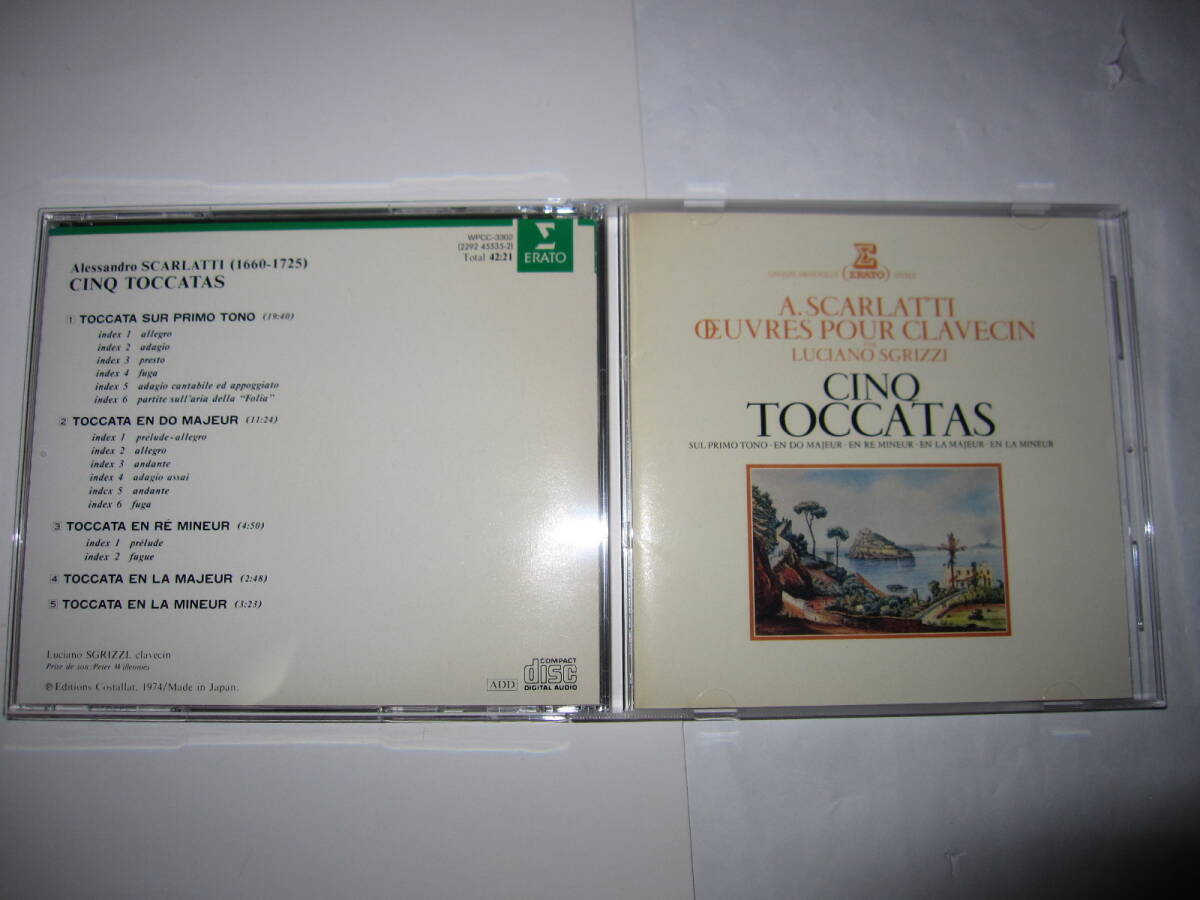 WPCC-3302
(2292 45535-2)
Total 42:21
ERATO
Alessandro SCARLATTI (1660-1725)
CINQ TOCCATAS
1 TOCCATA SUR PRIMO TONO (19:40)
index 1 allegro
index 2 adagio
index 3 presto
index 4 fuga
index 5 adagio cantabile ed appoggiato
index 6 partite sull'aria della "Folia"
2 TOCCATA EN DO MAJEUR (11:24)
index 1 prelude-allegro
index 2 allegro
index 3 andante
index 4 adagio assai
index 5 andante
index 6 fuga
3 TOCCATA EN RÉ MINEUR (4:50)
index 1 prélude
index 2 fugue
4 TOCCATA EN LA MAJEUR (2:48)
5 TOCCATA EN LA MINEUR (3:23)
Luciano SGRIZZI, clavecin
Prise de son: Peter Willemoës
℗Editions Costallat, 1974/Made in Japan.
ADD
COMPACT
disc
DIGITAL AUDIO
ERATO
A. SCARLATTI
ŒUVRES POUR CLAVECIN
LUCIANO SGRIZZI
CINQ
TOCCATAS
SUL PRIMO TONO · EN DO MAJEUR · EN RE MINEUR · EN LA MAJEUR · EN LA MINEUR